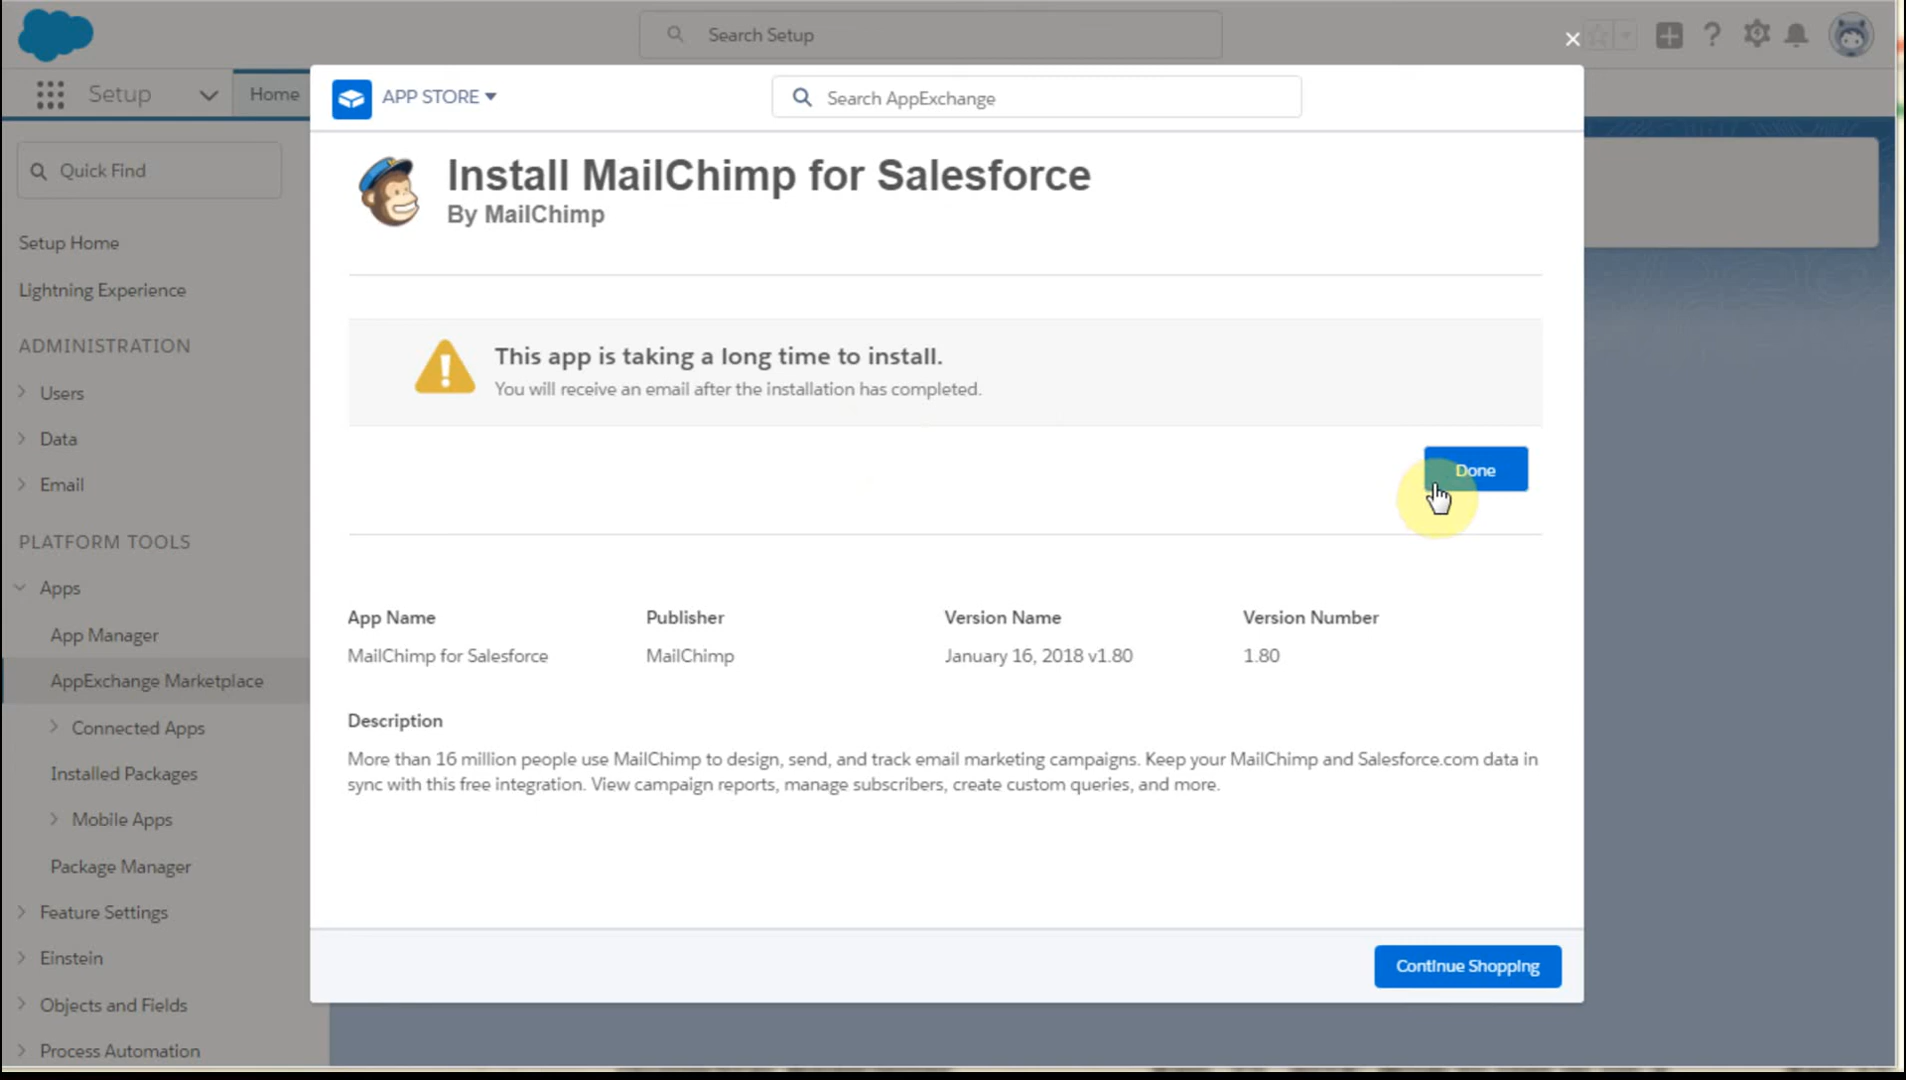 Search Setup
Setup
Home
APP STORE
Search AppExchange
Quick Find
Install MailChimp for Salesforce
By MailChimp
Setup Home
Lightning Experience
ADMINISTRATION
Users
Data
Email
PLATFORM TOOLS
Apps
App Manager
AppExchange Marketplace
Connected Apps
Installed Packages
Mobile Apps
Package Manager
Feature Settings
Einstein
Objects and Fields
Process Automation
This app is taking a long time to install.
You will receive an email after the installation has completed.
Done
App Name
Publisher
Version Name
Version Number
MailChimp for Salesforce
MailChimp
January 16, 2018 v1.80
1.80
Description
More than 16 million people use MailChimp to design, send, and track email marketing campaigns. Keep your MailChimp and Salesforce.com data in
sync with this free integration. View campaign reports, manage subscribers, create custom queries, and more.
Continue Shopping